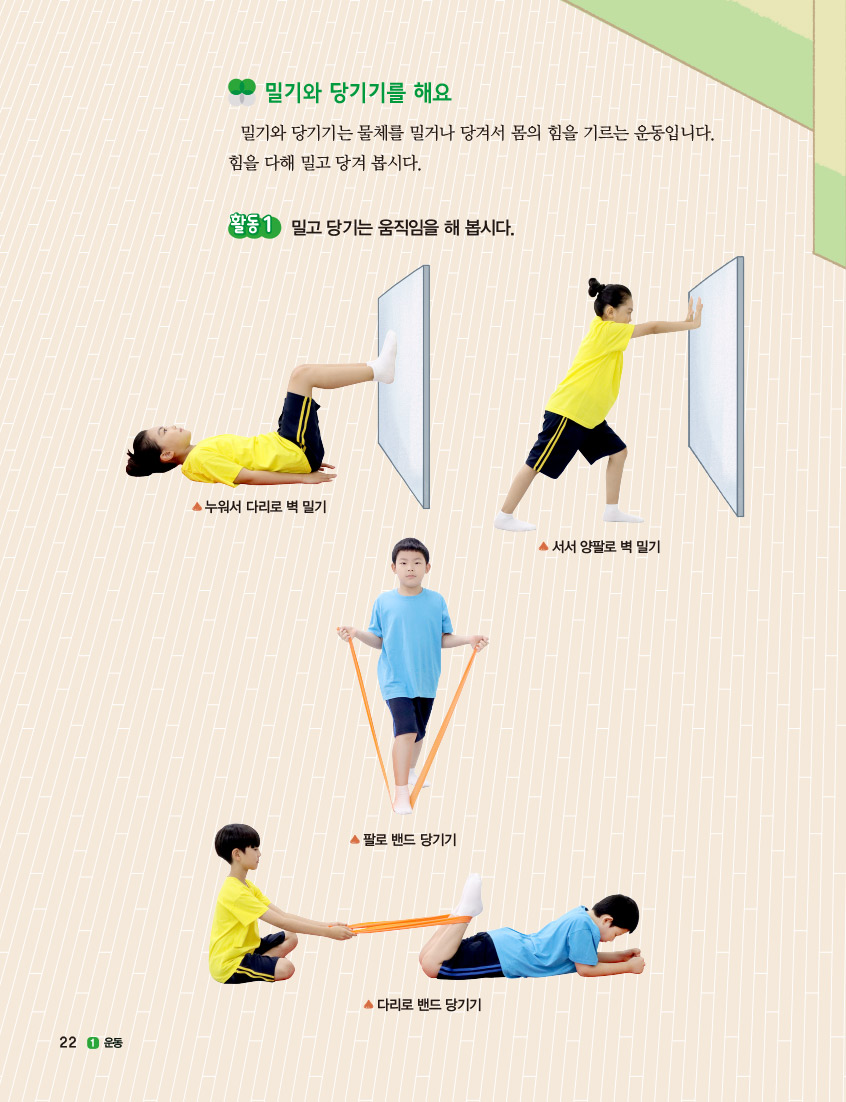 밀기와 당기기를 해요
밀기와 당기기는 물체를 밀거나 당겨서 몸의 힘을 기르는 운동입니다.
힘을 다해 밀고 당겨 봅시다.
활동1 밀고 당기는 움직임을 해 봅시다.
▲ 누워서 다리로 벽 밀기
▲ 서서 양팔로 벽 밀기
▲ 팔로 밴드 당기기
▲ 다리로 밴드 당기기
22 1 운동